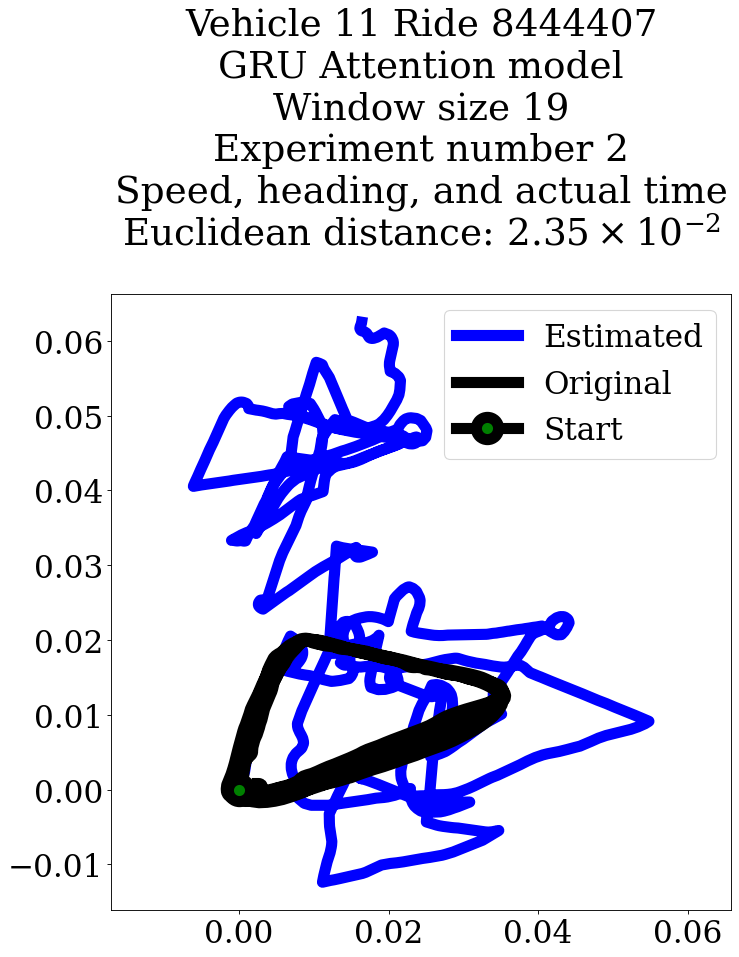 Vehicle 11 Ride 8444407
GRU Attention model
Window size 19
Experiment number 2
Speed, heading, and actual time
Euclidean distance: 2.35 × 10⁻²
Estimated
Original
Start
0.06
0.05
0.04
0.03
0.02
0.01
0.00
−0.01
0.00 0.02 0.04 0.06